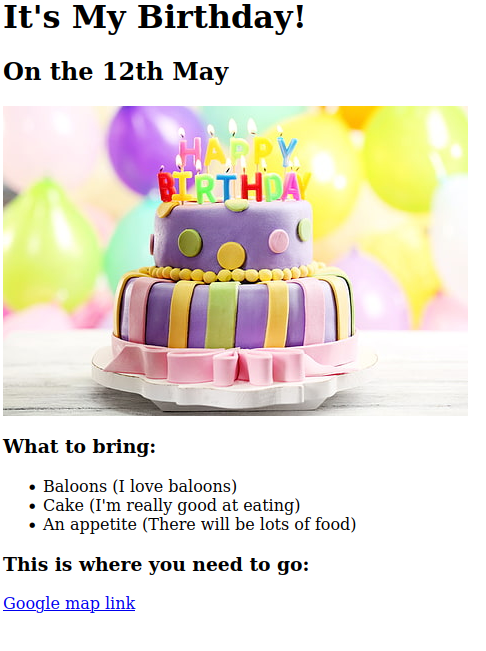 It's My Birthday!
On the 12th May
HAPPY
BIRTHDAY
What to bring:
Baloons (I love baloons)
Cake (I'm really good at eating)
An appetite (There will be lots of food)
This is where you need to go:
Google map link